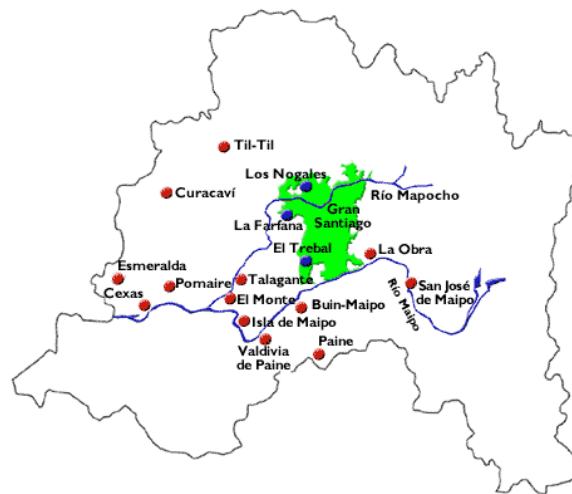 Til-Til
Los Nogales
Curacaví
Río Mapocho
Gran
Santiago
La Farfana
El Trebal
La Obra
Esmeralda
Pomaire
Talagante
San José
de Maipo
Cexas
El Monte
Buin-Maipo
Río Maipo
Isla de Maipo
Valdivia
de Paine
Paine